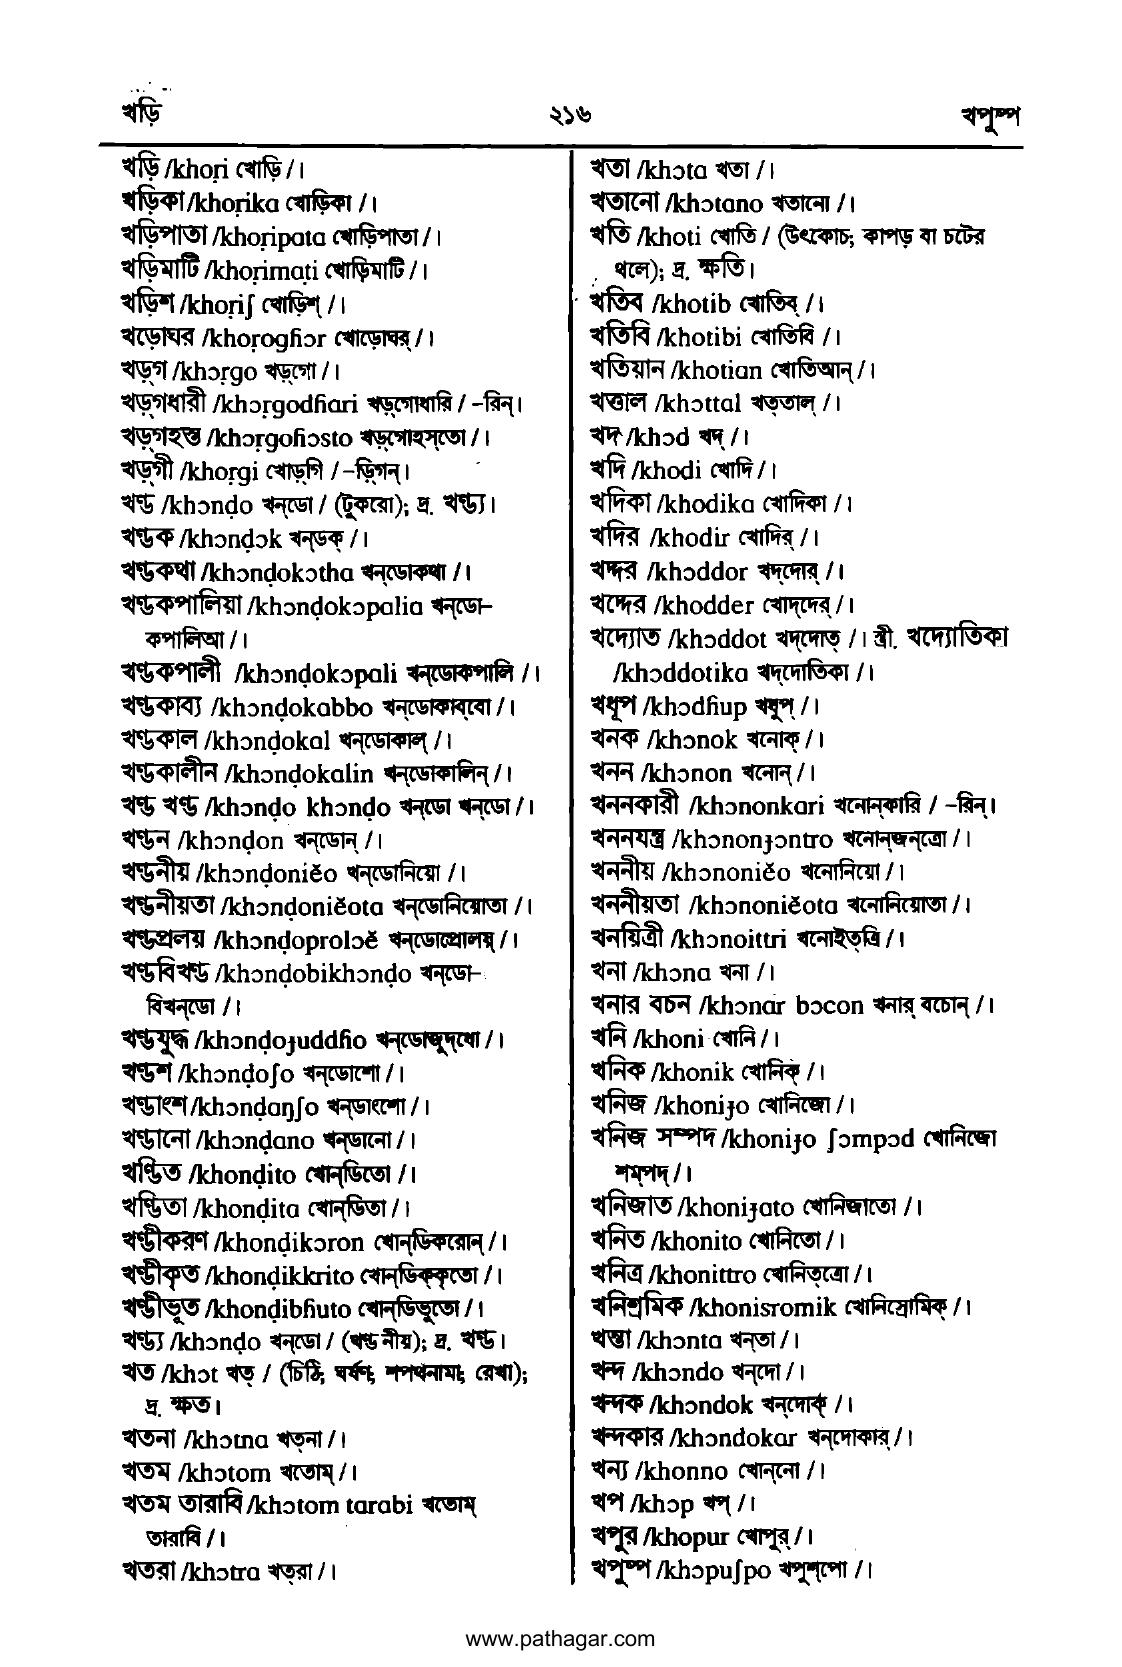 খড়ি ২১৬ খপুষ্প
খড়ি /khoṛi খোড়ি / ।
খড়িকা /khoṛika খোড়িকা / ।
খড়িপাতা /khoṛipata খোড়িপাতা / ।
খড়িমাটি /khoṛimaṭi খোড়িমাটি / ।
খড়িশ /khoṛiʃ খোড়িশ্ / ।
খড়োঘর /khoṛogɦɔr খোড়োঘর্ / ।
খড়্গ /khɔṛgo খড়্‌গো / ।
খড়্গধারী /khɔṛgodɦari খড়্‌গোধারি / -রিন্।
খড়্গহস্ত /khɔṛgoɦɔsto খড়্‌গোহস্‌তো / ।
খড়্গী /khoṛgi খোড়্‌গি / -ড়্‌গিন্।
খণ্ড /khɔnḍo খন্‌ডো / (টুকরো); দ্র. খণ্ড্য।
খণ্ডক /khɔnḍɔk খন্‌ডক্ / ।
খণ্ডকথা /khɔnḍokɔtha খন্‌ডোকথা / ।
খণ্ডকপালিয়া /khɔnḍokɔpalia খন্‌ডো-
কপালিআ / ।
খণ্ডকপালী /khɔnḍokɔpali খন্‌ডোকপালি / ।
খণ্ডকাব্য /khɔnḍokabbo খন্‌ডোকাব্‌বো / ।
খণ্ডকাল /khɔnḍokal খন্‌ডোকাল্ / ।
খণ্ডকালীন /khɔnḍokalin খন্‌ডোকালিন্ / ।
খণ্ড খণ্ড /khɔnḍo khɔnḍo খন্‌ডো খন্‌ডো / ।
খণ্ডন /khɔnḍon খন্‌ডোন্ / ।
খণ্ডনীয় /khɔnḍoniĕo খন্‌ডোনিয়ো / ।
খণ্ডনীয়তা /khɔnḍoniĕota খন্‌ডোনিয়োতা / ।
খণ্ডপ্রলয় /khɔnḍoprolɔĕ খন্‌ডোপ্রোলয়্ / ।
খণ্ডবিখণ্ড /khɔnḍobikhɔnḍo খন্‌ডো-
বিখন্‌ডো / ।
খণ্ডযুদ্ধ /khɔnḍoɟuddɦo খন্‌ডোজুদ্‌ধো / ।
খণ্ডশ /khɔnḍoʃo খন্‌ডোশো / ।
খণ্ডাংশ /khɔnḍaŋʃo খন্‌ডাংশো / ।
খণ্ডানো /khɔnḍano খন্‌ডানো / ।
খণ্ডিত /khonḍito খোন্‌ডিতো / ।
খণ্ডিতা /khonḍita খোন্‌ডিতা / ।
খণ্ডীকরণ /khonḍikɔron খোন্‌ডিকরোন্ / ।
খণ্ডীকৃত /khonḍikkrito খোন্‌ডিক্‌কৃতো / ।
খণ্ডীভূত /khonḍibɦuto খোন্‌ডিভুতো / ।
খণ্ড্য /khɔnḍo খন্‌ডো / (খণ্ডনীয়); দ্র. খণ্ড।
খত /khɔt খত্ / (চিঠি; ঘর্ষণ; শপথনামা; রেখা);
দ্র. ক্ষত।
খতনা /khɔtna খত্‌না / ।
খতম /khɔtom খতোম্ / ।
খতম তারাবি /khɔtom tarabi খতোম্
তারাবি / ।
খতরা /khɔtra খত্‌রা / ।
খতা /khɔta খতা / ।
খতানো /khɔtano খতানো / ।
খতি /khoti খোতি / (উৎকোচ; কাপড় বা চটের
থলে); দ্র. ক্ষতি।
খতিব /khotib খোতিব্ / ।
খতিবি /khotibi খোতিবি / ।
খতিয়ান /khotian খোতিআন্ / ।
খত্তাল /khɔttal খত্‌তাল্ / ।
খদ /khɔd খদ্ / ।
খদি /khodi খোদি / ।
খদিকা /khodika খোদিকা / ।
খদির /khodir খোদির্ / ।
খদ্দর /khɔddor খদ্‌দোর্ / ।
খদ্দের /khodder খোদ্‌দের্ / ।
খদ্যোত /khɔddot খদ্‌দোত্ / । স্ত্রী. খদ্যোতিকা
/khɔddotika খদ্‌দোতিকা / ।
খধূপ /khɔdɦup খধুপ্ / ।
খনক /khɔnok খনোক্ / ।
খনন /khɔnon খনোন্ / ।
খননকারী /khɔnonkari খনোন্‌কারি / -রিন্।
খননযন্ত্র /khɔnonɟɔntro খনোন্‌জন্‌ত্রো / ।
খননীয় /khɔnoniĕo খনোনিয়ো / ।
খননীয়তা /khɔnoniĕota খনোনিয়োতা / ।
খনয়িত্রী /khɔnoittri খনোইত্‌ত্রি / ।
খনা /khɔna খনা / ।
খনার বচন /khɔnar bɔcon খনার্ বচোন্ / ।
খনি /khoni খোনি / ।
খনিক /khonik খোনিক্ / ।
খনিজ /khoniɟo খোনিজো / ।
খনিজ সম্পদ /khoniɟo ʃɔmpɔd খোনিজো
শম্‌পদ্ / ।
খনিজাত /khoniɟato খোনিজাতো / ।
খনিত /khonito খোনিতো / ।
খনিত্র /khonittro খোনিত্‌ত্রো / ।
খনিশ্রমিক /khonisromik খোনিস্রোমিক্ / ।
খন্তা /khɔnta খন্‌তা / ।
খন্দ /khɔndo খন্‌দো / ।
খন্দক /khɔndok খন্‌দোক্ / ।
খন্দকার /khɔndokar খন্‌দোকার্ / ।
খন্য /khonno খোন্‌নো / ।
খপ /khɔp খপ্ / ।
খপুর /khopur খোপুর্ / ।
খপুষ্প /khɔpuʃpo খপুশ্‌পো / ।
www.pathagar.com